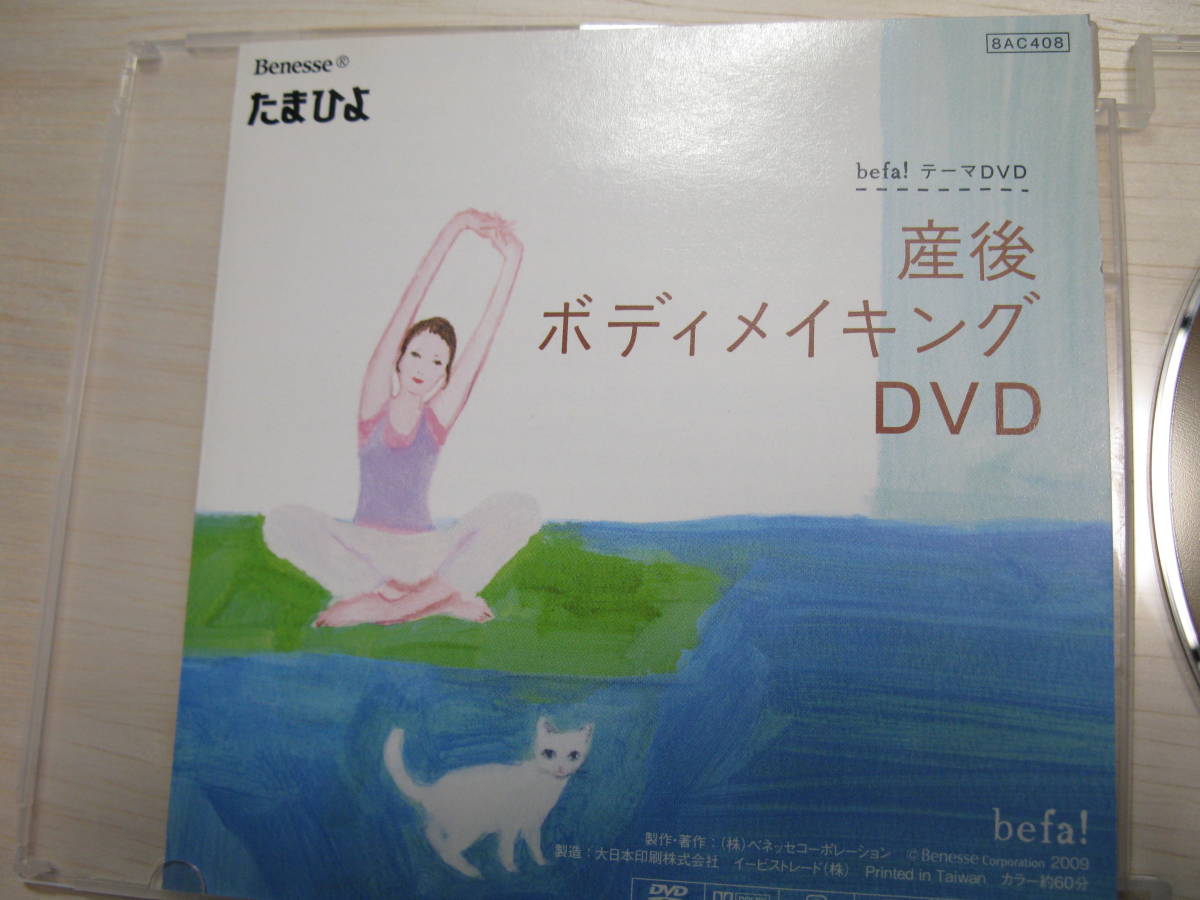 Benesse®
たまひよ
8AC408
befa! テーマDVD
産後
ボディメイキング
DVD
befa!
製作・著作：(株)ベネッセコーポレーション ©Benesse Corporation 2009
製造：大日本印刷株式会社 イービストレード(株) Printed in Taiwan カラー約60分
DVD